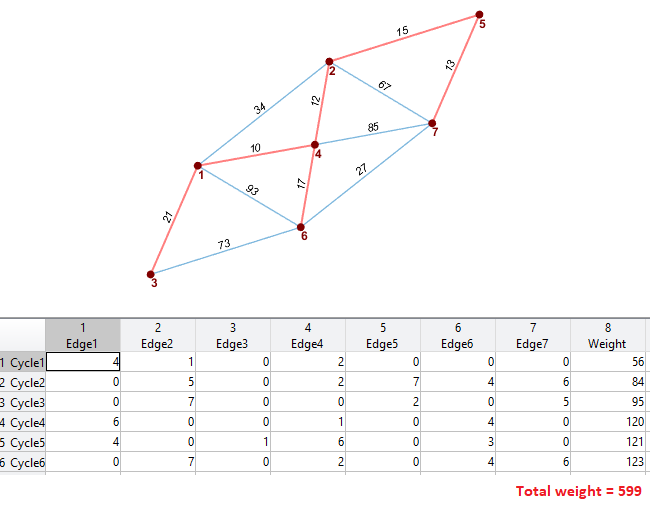 15
5
2
13
34
12
67
85
7
10
4
27
1
93
17
21
6
73
3
1 2 3 4 5 6 7 8
Edge1 Edge2 Edge3 Edge4 Edge5 Edge6 Edge7 Weight
1 Cycle1 4 1 0 2 0 0 0 56
2 Cycle2 0 5 0 2 7 4 6 84
3 Cycle3 0 7 0 0 2 0 5 95
4 Cycle4 6 0 0 1 0 4 0 120
5 Cycle5 4 0 1 6 0 3 0 121
6 Cycle6 0 7 0 2 0 4 6 123
Total weight = 599